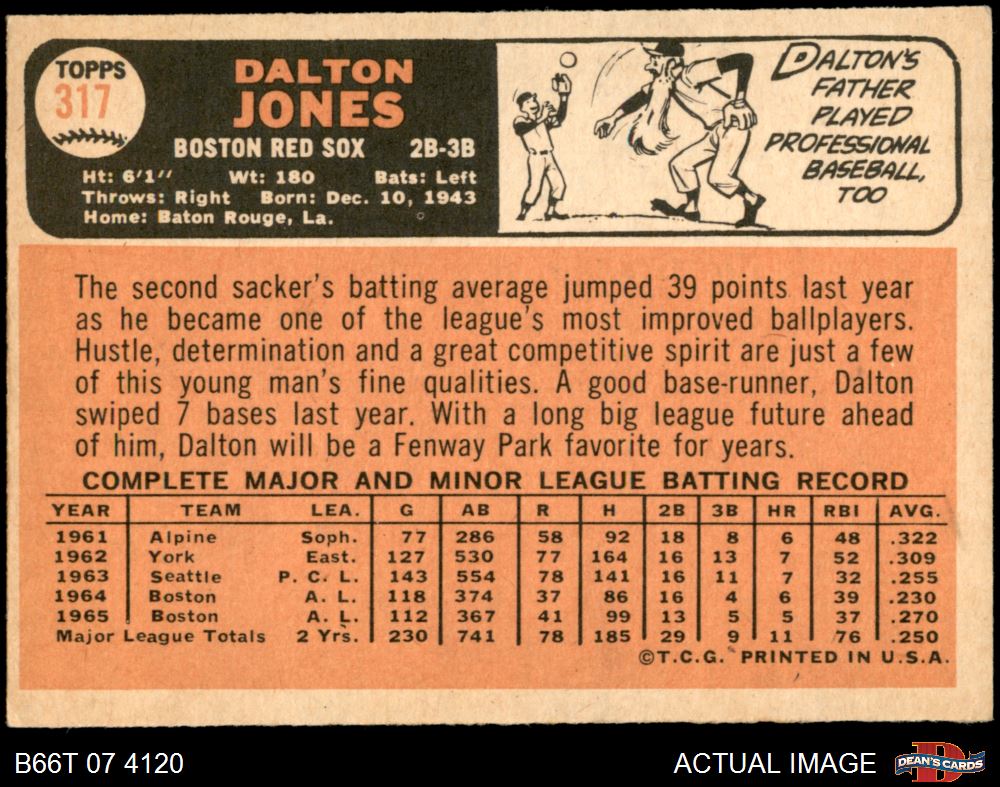 TOPPS
317
DALTON
JONES
BOSTON RED SOX 2B-3B
Ht: 6'1" Wt: 180 Bats: Left
Throws: Right Born: Dec. 10, 1943
Home: Baton Rouge, La.
DALTON'S
FATHER
PLAYED
PROFESSIONAL
BASEBALL,
TOO
The second sacker's batting average jumped 39 points last year
as he became one of the league's most improved ballplayers.
Hustle, determination and a great competitive spirit are just a few
of this young man's fine qualities. A good base-runner, Dalton
swiped 7 bases last year. With a long big league future ahead
of him, Dalton will be a Fenway Park favorite for years.
COMPLETE MAJOR AND MINOR LEAGUE BATTING RECORD
YEAR TEAM LEA. G AB R H 2B 3B HR RBI AVG.
1961 Alpine Soph. 77 286 58 92 18 8 6 48 .322
1962 York East. 127 530 77 164 16 13 7 52 .309
1963 Seattle P. C. L. 143 554 78 141 16 11 7 32 .255
1964 Boston A. L. 118 374 37 86 16 4 6 39 .230
1965 Boston A. L. 112 367 41 99 13 5 5 37 .270
Major League Totals 2 Yrs. 230 741 78 185 29 9 11 76 .250
©T.C.G. PRINTED IN U.S.A.
B66T 07 4120 ACTUAL IMAGE
D
DEAN'S CARDS